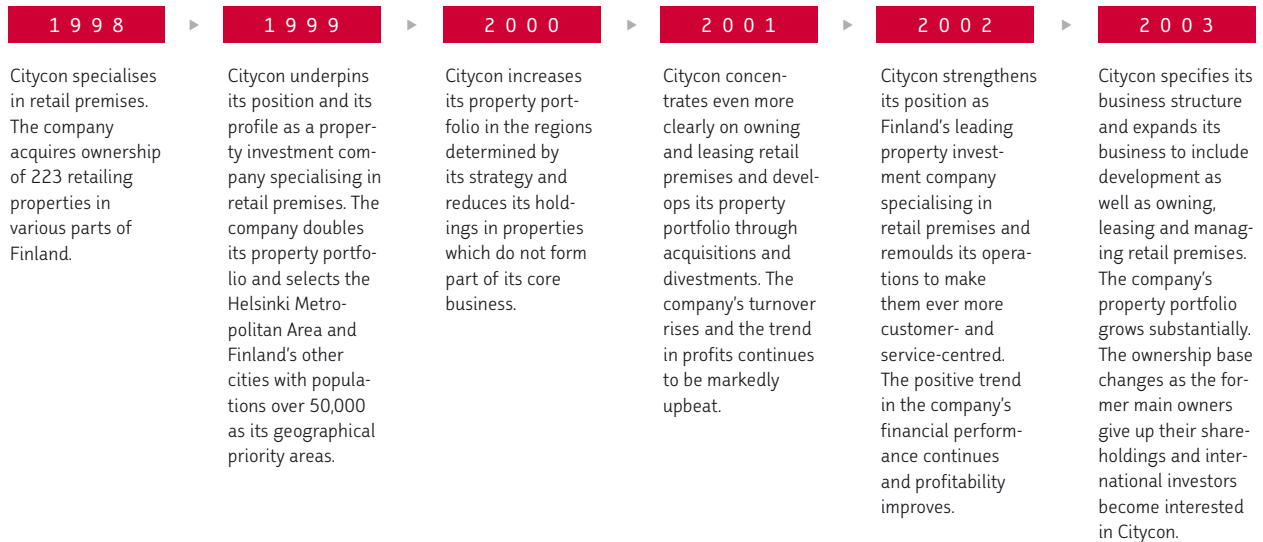 1998
Citycon specialises
in retail premises.
The company
acquires ownership
of 223 retailing
properties in
various parts of
Finland.
1999
Citycon underpins
its position and its
profile as a proper-
ty investment com-
pany specialising in
retail premises. The
company doubles
its property portfo-
lio and selects the
Helsinki Metro-
politan Area and
Finland's other
cities with popula-
tions over 50,000
as its geographical
priority areas.
2000
Citycon increases
its property port-
folio in the regions
determined by
its strategy and
reduces its hold-
ings in properties
which do not form
part of its core
business.
2001
Citycon concen-
trates even more
clearly on owning
and leasing retail
premises and devel-
ops its property
portfolio through
acquisitions and
divestments. The
company's turnover
rises and the trend
in profits continues
to be markedly
upbeat.
2002
Citycon strengthens
its position as
Finland's leading
property invest-
ment company
specialising in
retail premises and
remoulds its opera-
tions to make
them ever more
customer- and
service-centred.
The positive trend
in the company's
financial perform-
ance continues
and profitability
improves.
2003
Citycon specifies its
business structure
and expands its
business to include
development as
well as owning,
leasing and manag-
ing retail premises.
The company's
property portfolio
grows substantially.
The ownership base
changes as the for-
mer main owners
give up their share-
holdings and inter-
national investors
become interested
in Citycon.